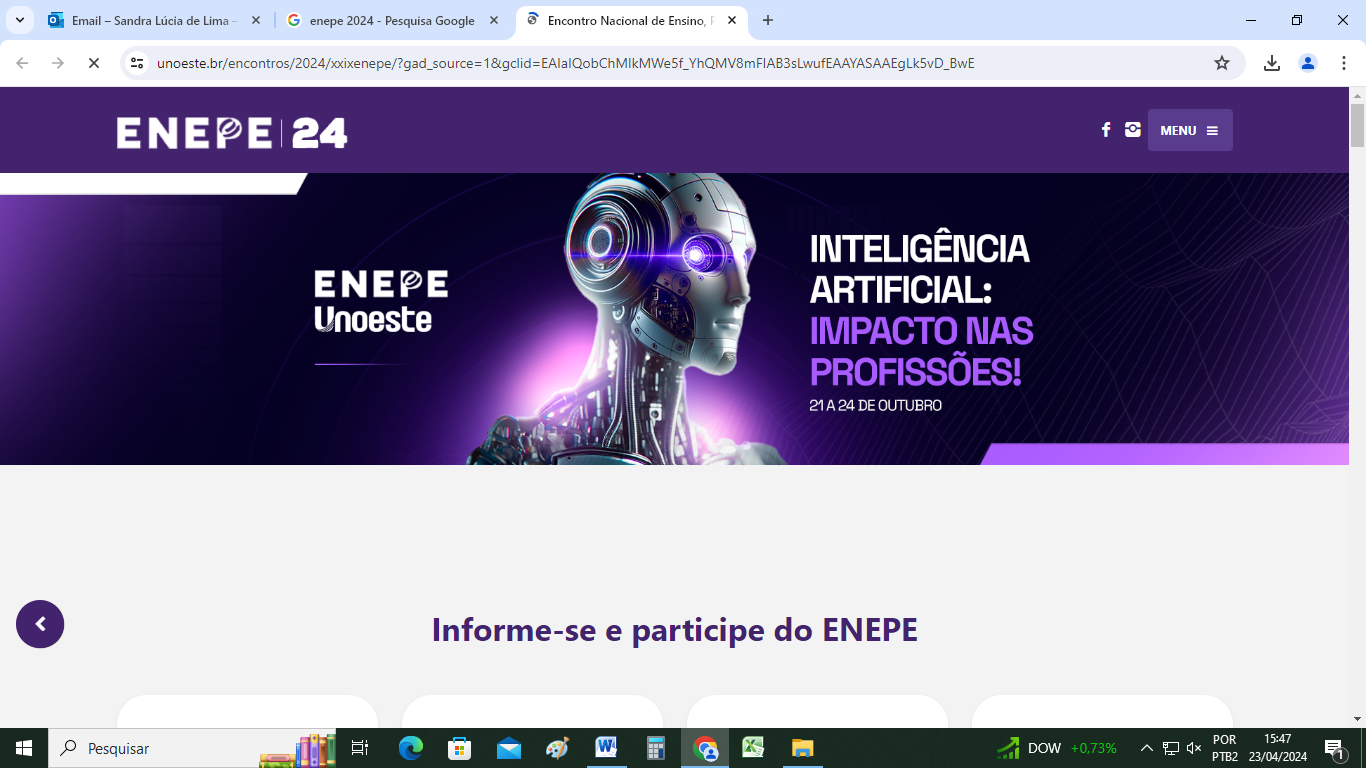 Email – Sandra Lúcia de Lima –
enepe 2024 - Pesquisa Google
Encontro Nacional de Ensino, P
unoeste.br/encontros/2024/xxixenepe/?gad_source=1&gclid=EAIaIQobChMIkMWe5f_YhQMV8mFIAB3sLwufEAAYASAAEgLk5vD_BwE
ENEPE 24
MENU
ENEPE
Unoeste
INTELIGÊNCIA
ARTIFICIAL:
IMPACTO NAS
PROFISSÕES!
21 A 24 DE OUTUBRO
Informe-se e participe do ENEPE
Pesquisar
DOW +0,73%
POR
PTB2
15:47
23/04/2024
1